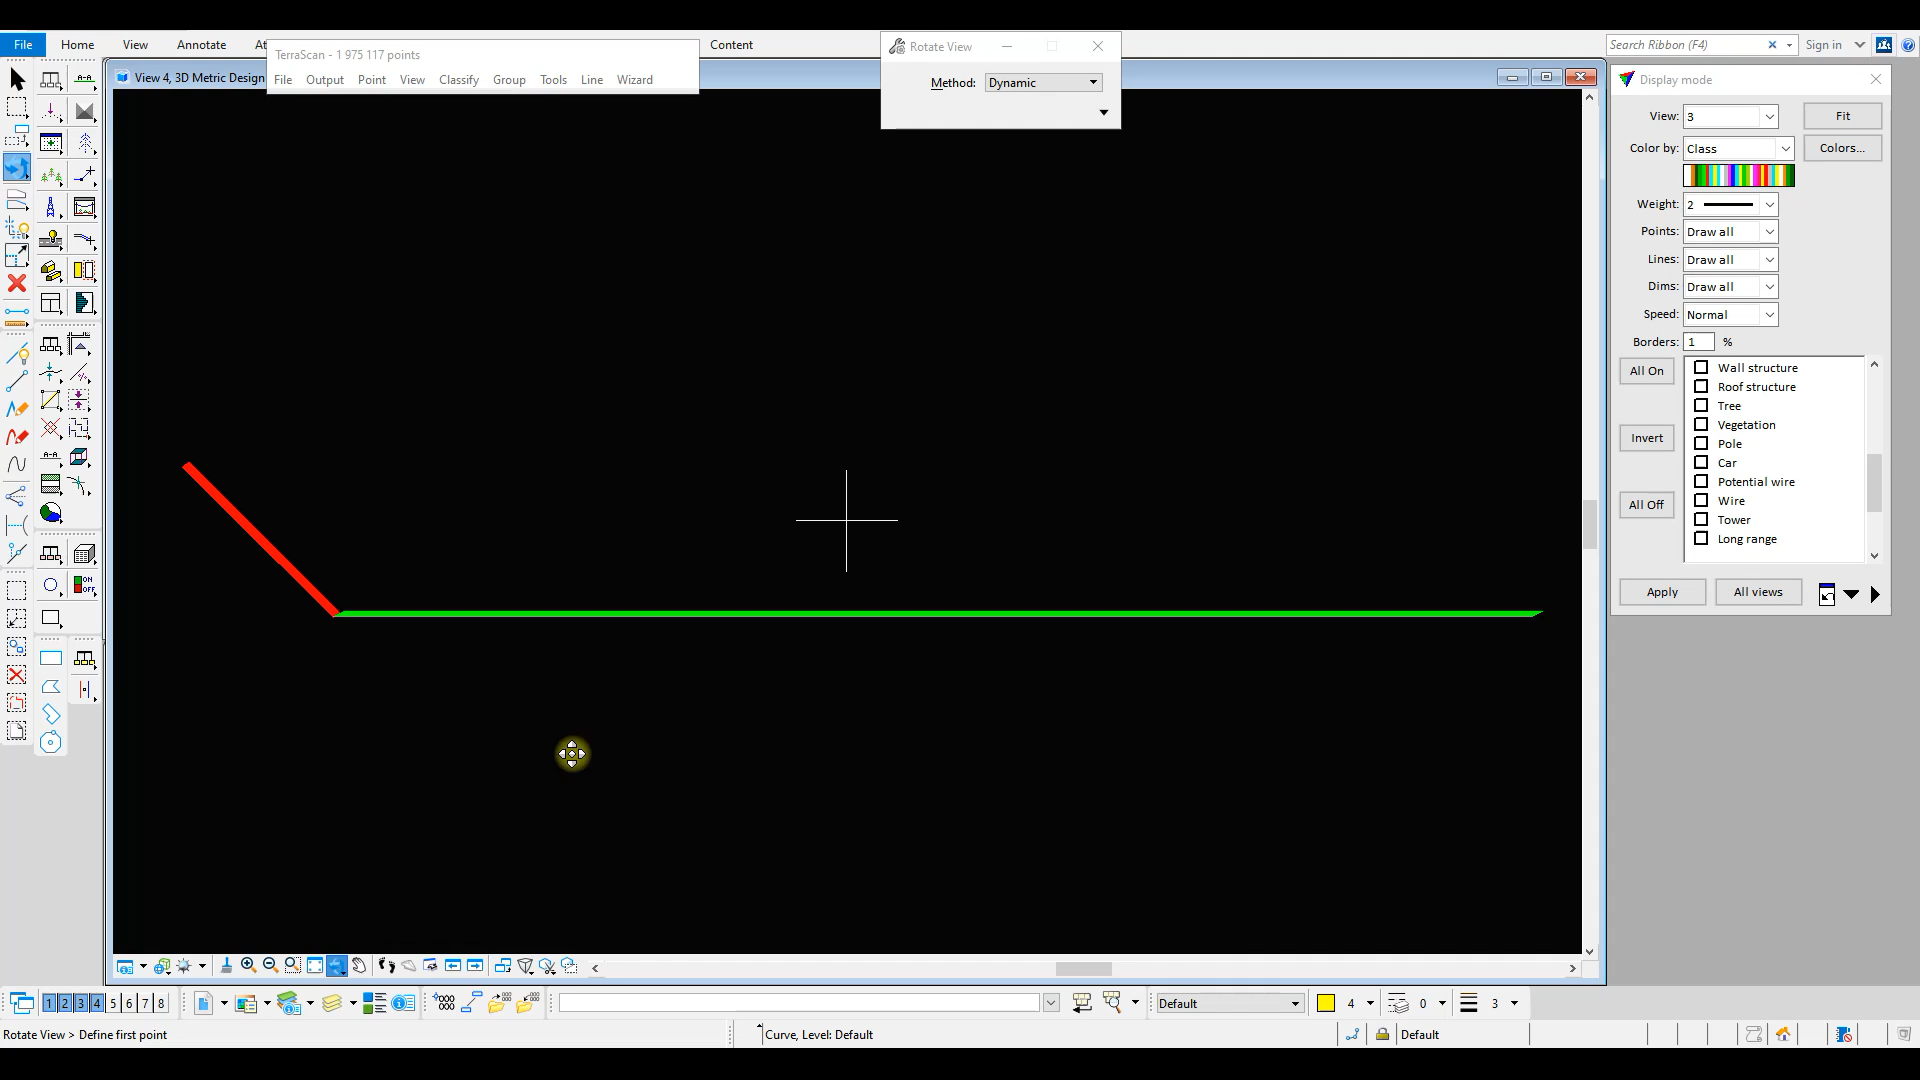 File
Home
View
Annotate
At
Content
Search Ribbon (F4)
Sign in
TerraScan - 1 975 117 points
File
Output
Point
View
Classify
Group
Tools
Line
Wizard
View 4, 3D Metric Design
Rotate View
Method:
Dynamic
Display mode
View:
3
Fit
Color by:
Class
Colors...
Weight:
2
Points:
Draw all
Lines:
Draw all
Dims:
Draw all
Speed:
Normal
Borders:
1
%
All On
Invert
All Off
Wall structure
Roof structure
Tree
Vegetation
Pole
Car
Potential wire
Wire
Tower
Long range
Apply
All views
ON
OFF
A-A
A-A
1 2 3 4 5 6 7 8
Default
4
0
3
Rotate View > Define first point
Curve, Level: Default
Default